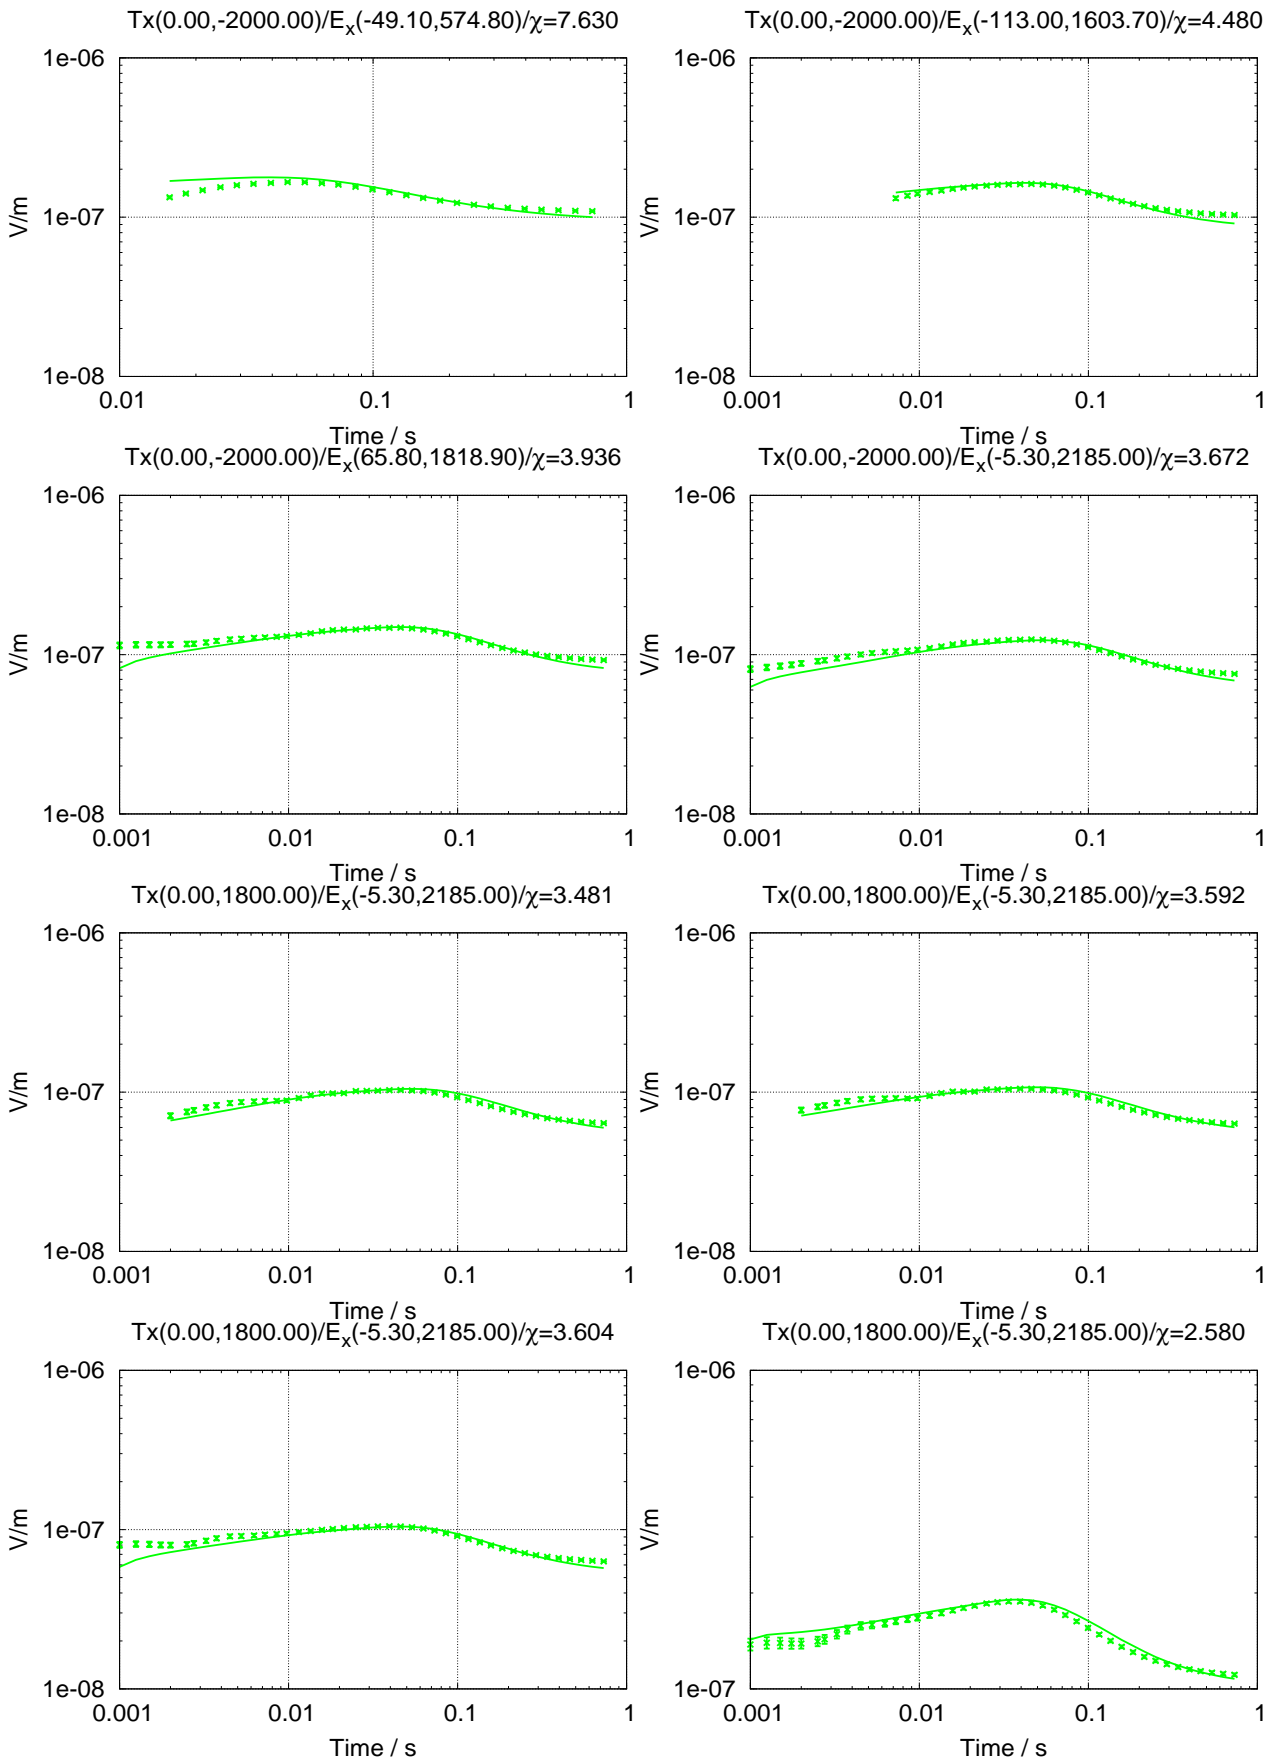 Tx(0.00,-2000.00)/Ex(-49.10,574.80)/χ=7.630
1e-06
1e-07
1e-08
V/m
0.01 0.1 1
Time / s
Tx(0.00,-2000.00)/Ex(-113.00,1603.70)/χ=4.480
1e-06
1e-07
1e-08
V/m
0.001 0.01 0.1 1
Time / s
Tx(0.00,-2000.00)/Ex(65.80,1818.90)/χ=3.936
1e-06
1e-07
1e-08
V/m
0.001 0.01 0.1 1
Time / s
Tx(0.00,-2000.00)/Ex(-5.30,2185.00)/χ=3.672
1e-06
1e-07
1e-08
V/m
0.001 0.01 0.1 1
Time / s
Tx(0.00,1800.00)/Ex(-5.30,2185.00)/χ=3.481
1e-06
1e-07
1e-08
V/m
0.001 0.01 0.1 1
Time / s
Tx(0.00,1800.00)/Ex(-5.30,2185.00)/χ=3.592
1e-06
1e-07
1e-08
V/m
0.001 0.01 0.1 1
Time / s
Tx(0.00,1800.00)/Ex(-5.30,2185.00)/χ=3.604
1e-06
1e-07
1e-08
V/m
0.001 0.01 0.1 1
Time / s
Tx(0.00,1800.00)/Ex(-5.30,2185.00)/χ=2.580
1e-06
1e-07
V/m
0.001 0.01 0.1 1
Time / s